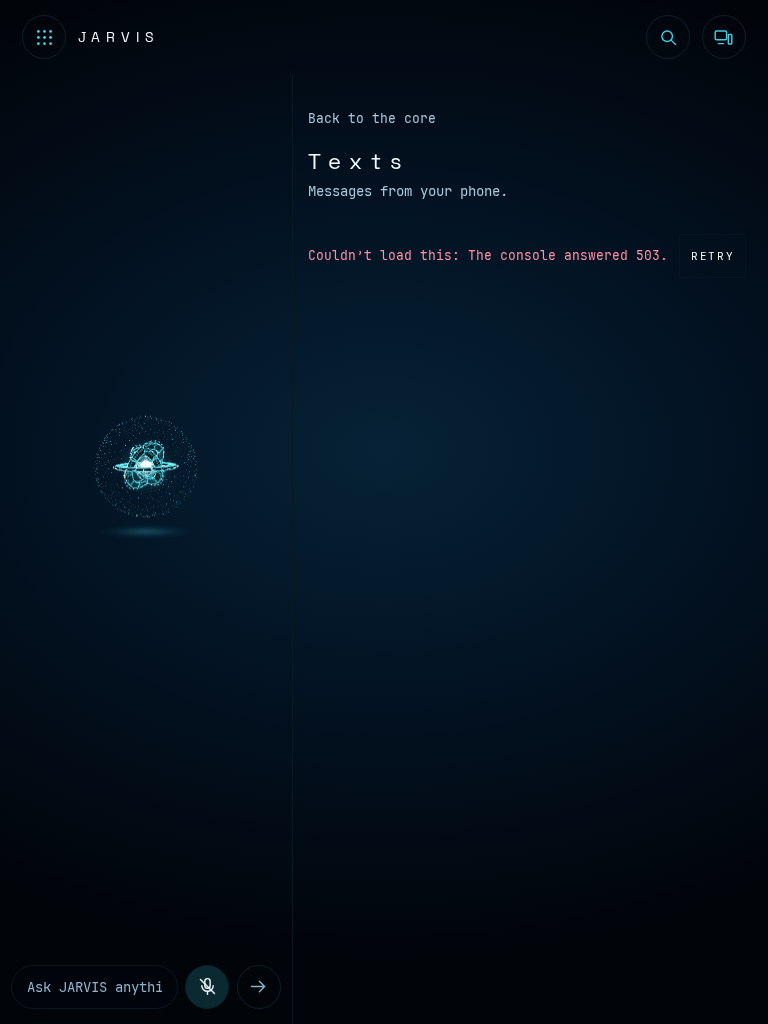 JARVIS
Back to the core
Texts
Messages from your phone.
Couldn’t load this: The console answered 503.
RETRY
Ask JARVIS anythi